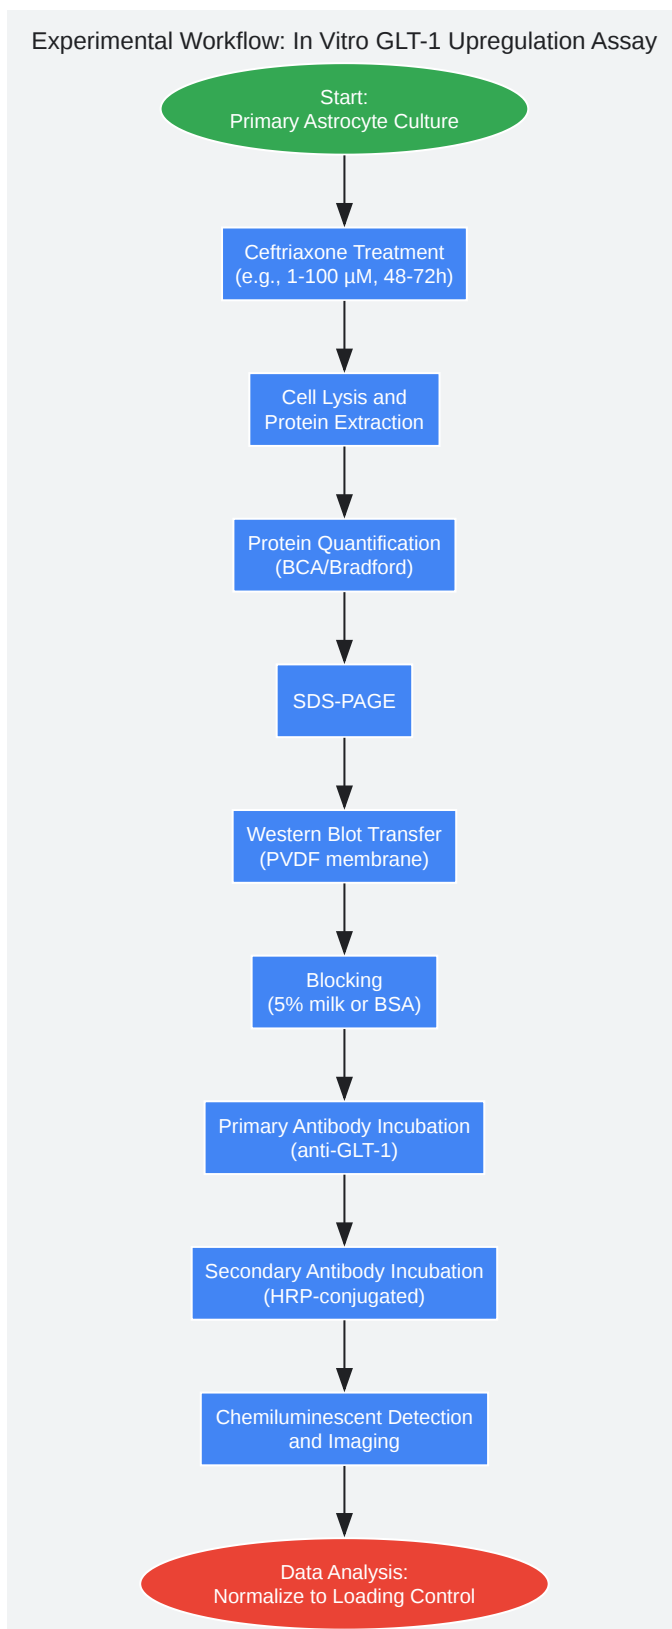 Experimental Workflow: In Vitro GLT-1 Upregulation Assay
Start:
Primary Astrocyte Culture
Ceftriaxone Treatment
(e.g., 1-100 µM, 48-72h)
Cell Lysis and
Protein Extraction
Protein Quantification
(BCA/Bradford)
SDS-PAGE
Western Blot Transfer
(PVDF membrane)
Blocking
(5% milk or BSA)
Primary Antibody Incubation
(anti-GLT-1)
Secondary Antibody Incubation
(HRP-conjugated)
Chemiluminescent Detection
and Imaging
Data Analysis:
Normalize to Loading Control